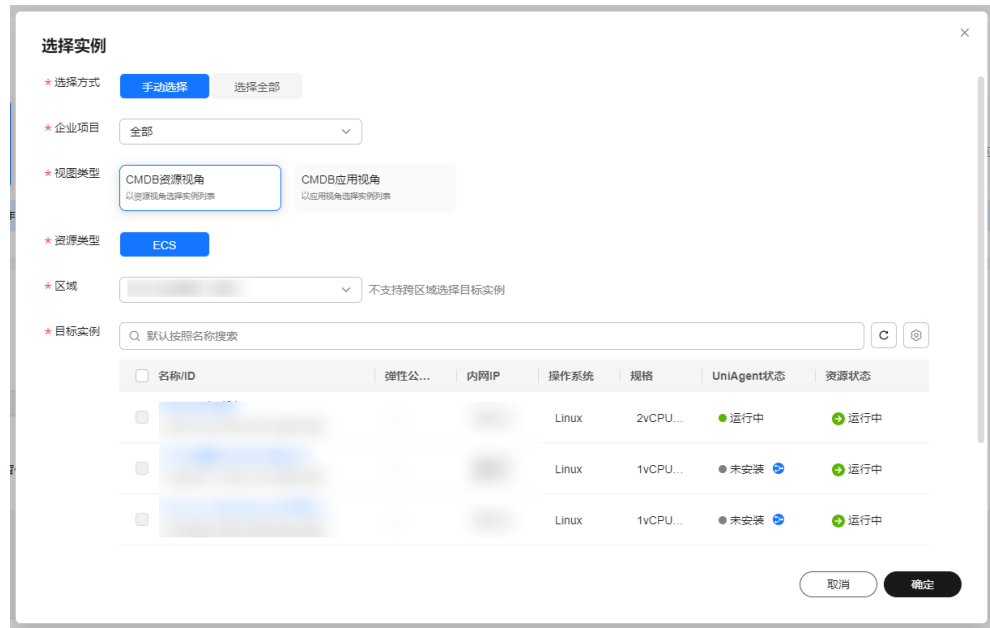 选择实例
* 选择方式 手动选择 选择全部
* 企业项目 全部
* 视图类型 CMDB资源视角 CMDB应用视角
以资源视角选择实例列表 以应用视角选择实例列表
* 资源类型 ECS
* 区域 不支持跨区域选择目标实例
* 目标实例 默认按照名称搜索
名称/ID 弹性公... 内网IP 操作系统 规格 UniAgent状态 资源状态
Linux 2vCPU... 运行中 运行中
Linux 1vCPU... 未安装 运行中
Linux 1vCPU... 未安装 运行中
取消 确定